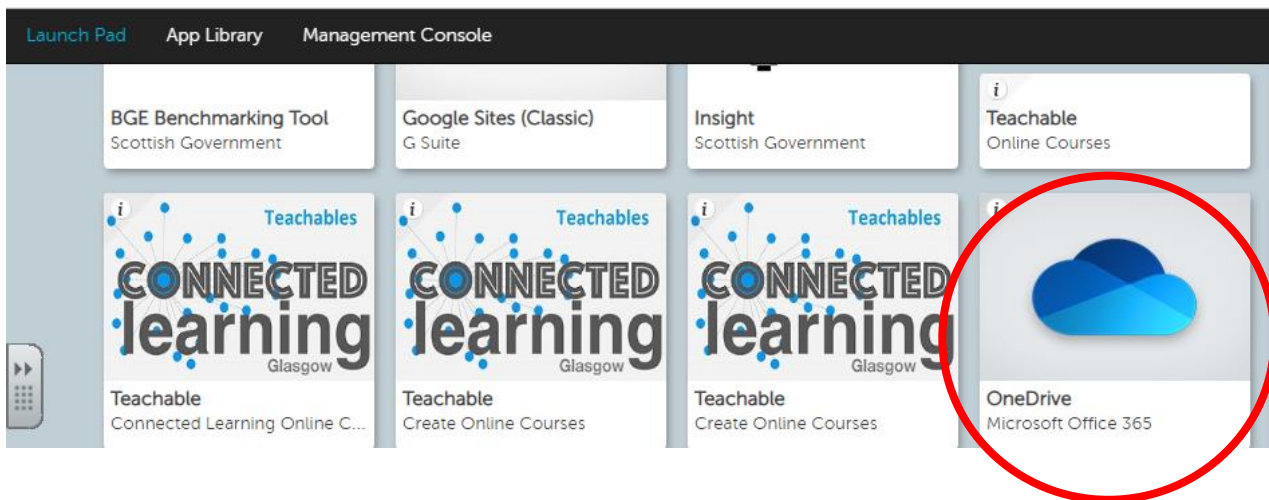 Launch Pad App Library Management Console
BGE Benchmarking Tool
Scottish Government
Google Sites (Classic)
G Suite
Insight
Scottish Government
i
Teachable
Online Courses
i
Teachables
CONNECTED
learning
Glasgow
Teachable
Connected Learning Online C...
i
Teachables
CONNECTED
learning
Glasgow
Teachable
Create Online Courses
i
Teachables
CONNECTED
learning
Glasgow
Teachable
Create Online Courses
i
OneDrive
Microsoft Office 365